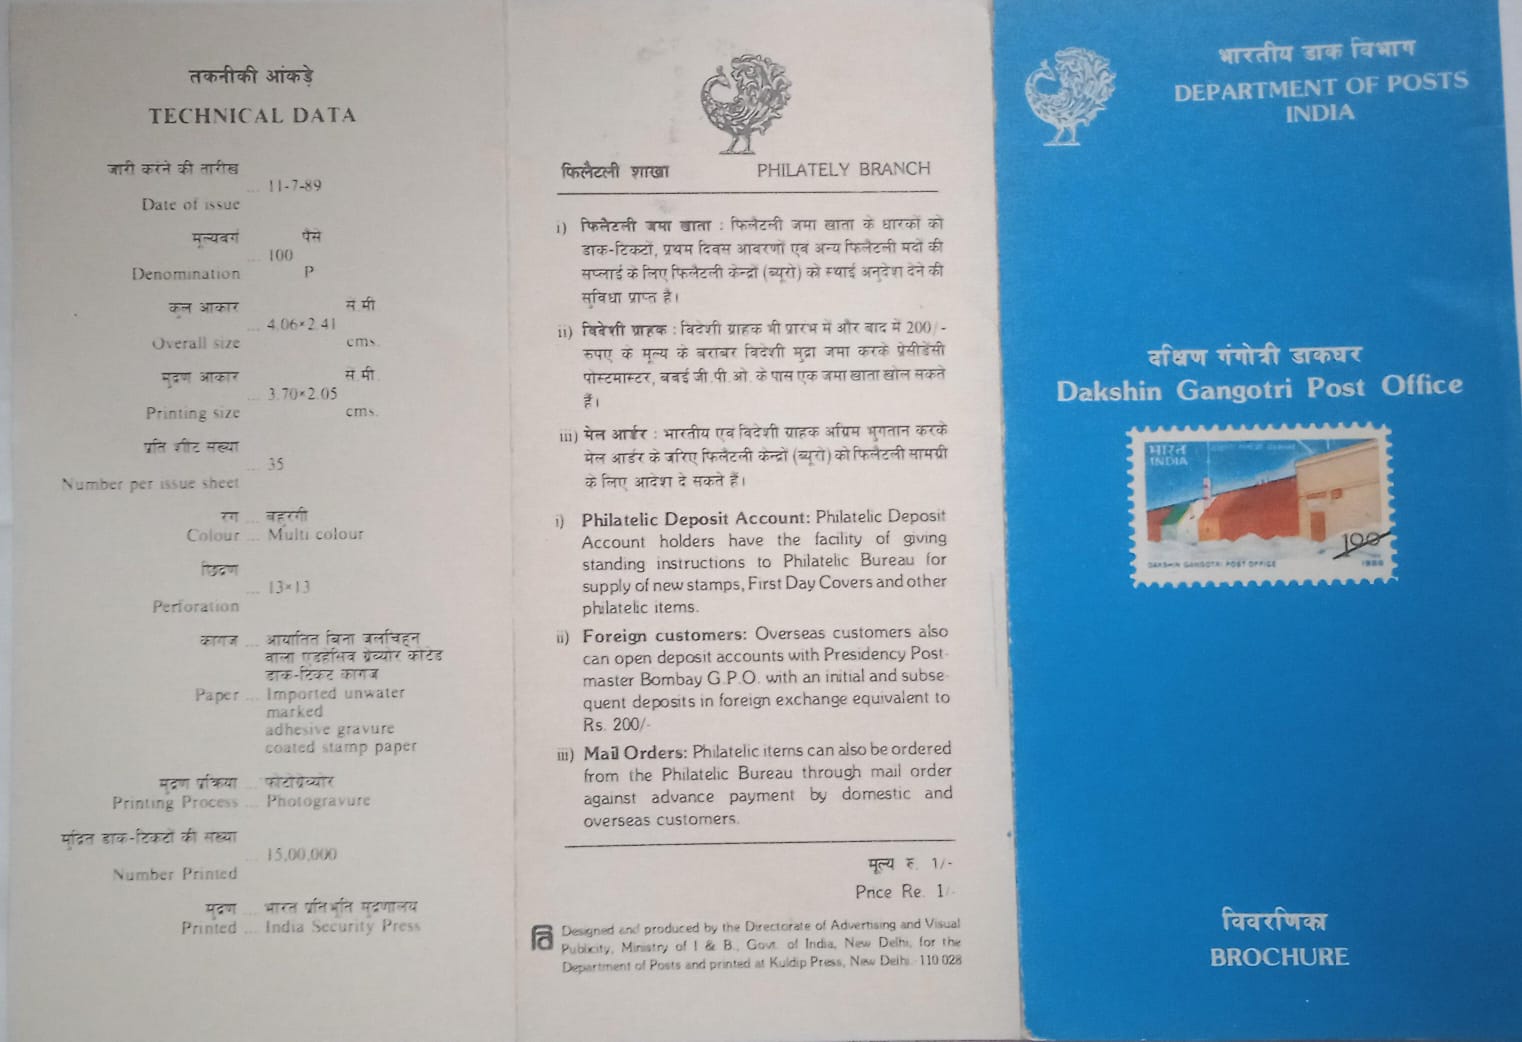 तकनीकी आंकड़े
TECHNICAL DATA
जारी करने की तारीख
... 11-7-89
Date of issue
मूल्यवर्ग पैसे
... 100
Denomination P
कुल आकार से.मी
... 4.06×2.41
Overall size cms.
मुद्रण आकार से.मी.
... 3.70×2.05
Printing size cms.
प्रति शीट संख्या
... 35
Number per issue sheet
रंग ... बहुरंगी
Colour ... Multi colour
छिद्रण
... 13×13
Perforation
कागज ... आयातित बिना जलचिह्न
वाला एडहेसिव ग्रेव्योर कोटेड
डाक-टिकट कागज
Paper ... Imported unwater
marked
adhesive gravure
coated stamp paper
मुद्रण प्रक्रिया ... फोटोग्रेव्योर
Printing Process ... Photogravure
मुद्रित डाक-टिकटों की संख्या
... 15,00,000
Number Printed
मुद्रण ... भारत प्रतिभूति मुद्रणालय
Printed ... India Security Press
फिलैटली शाखा PHILATELY BRANCH
i) फिलैटली जमा खाता : फिलैटली जमा खाता के धारकों को
डाक-टिकटों, प्रथम दिवस आवरणों एवं अन्य फिलैटली मदों की
सप्लाई के लिए फिलैटली केन्द्रों (ब्यूरो) को स्थाई अनुदेश देने की
सुविधा प्राप्त है।
ii) विदेशी ग्राहक : विदेशी ग्राहक भी प्रारंभ में और बाद में 200/-
रुपए के मूल्य के बराबर विदेशी मुद्रा जमा करके प्रेसीडेंसी
पोस्टमास्टर, बंबई जी.पी.ओ. के पास एक जमा खाता खोल सकते
हैं।
iii) मेल आर्डर : भारतीय एवं विदेशी ग्राहक अग्रिम भुगतान करके
मेल आर्डर के जरिए फिलैटली केन्द्रों (ब्यूरो) को फिलैटली सामग्री
के लिए आदेश दे सकते हैं।
i) Philatelic Deposit Account: Philatelic Deposit
Account holders have the facility of giving
standing instructions to Philatelic Bureau for
supply of new stamps, First Day Covers and other
philatelic items.
ii) Foreign customers: Overseas customers also
can open deposit accounts with Presidency Post-
master Bombay G.P.O. with an initial and subse-
quent deposits in foreign exchange equivalent to
Rs. 200/-
iii) Mail Orders: Philatelic items can also be ordered
from the Philatelic Bureau through mail order
against advance payment by domestic and
overseas customers.
मूल्य रु. 1/-
Price Re. 1/-
Designed and produced by the Directorate of Advertising and Visual
Publicity, Ministry of I & B., Govt. of India, New Delhi, for the
Department of Posts and printed at Kuldip Press, New Delhi.-110 028
भारतीय डाक विभाग
DEPARTMENT OF POSTS
INDIA
दक्षिण गंगोत्री डाकघर
Dakshin Gangotri Post Office
भारत
INDIA
100
DAKSHIN GANGOTRI POST OFFICE 1989
विवरणिका
BROCHURE